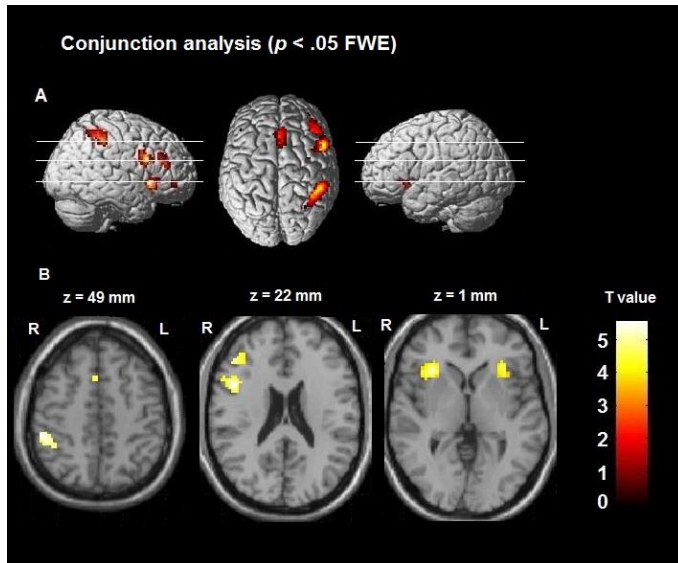 Conjunction analysis (p < .05 FWE)
A
B
z = 49 mm
z = 22 mm
z = 1 mm
T value
R
L
R
L
R
L
5
4
3
2
1
0